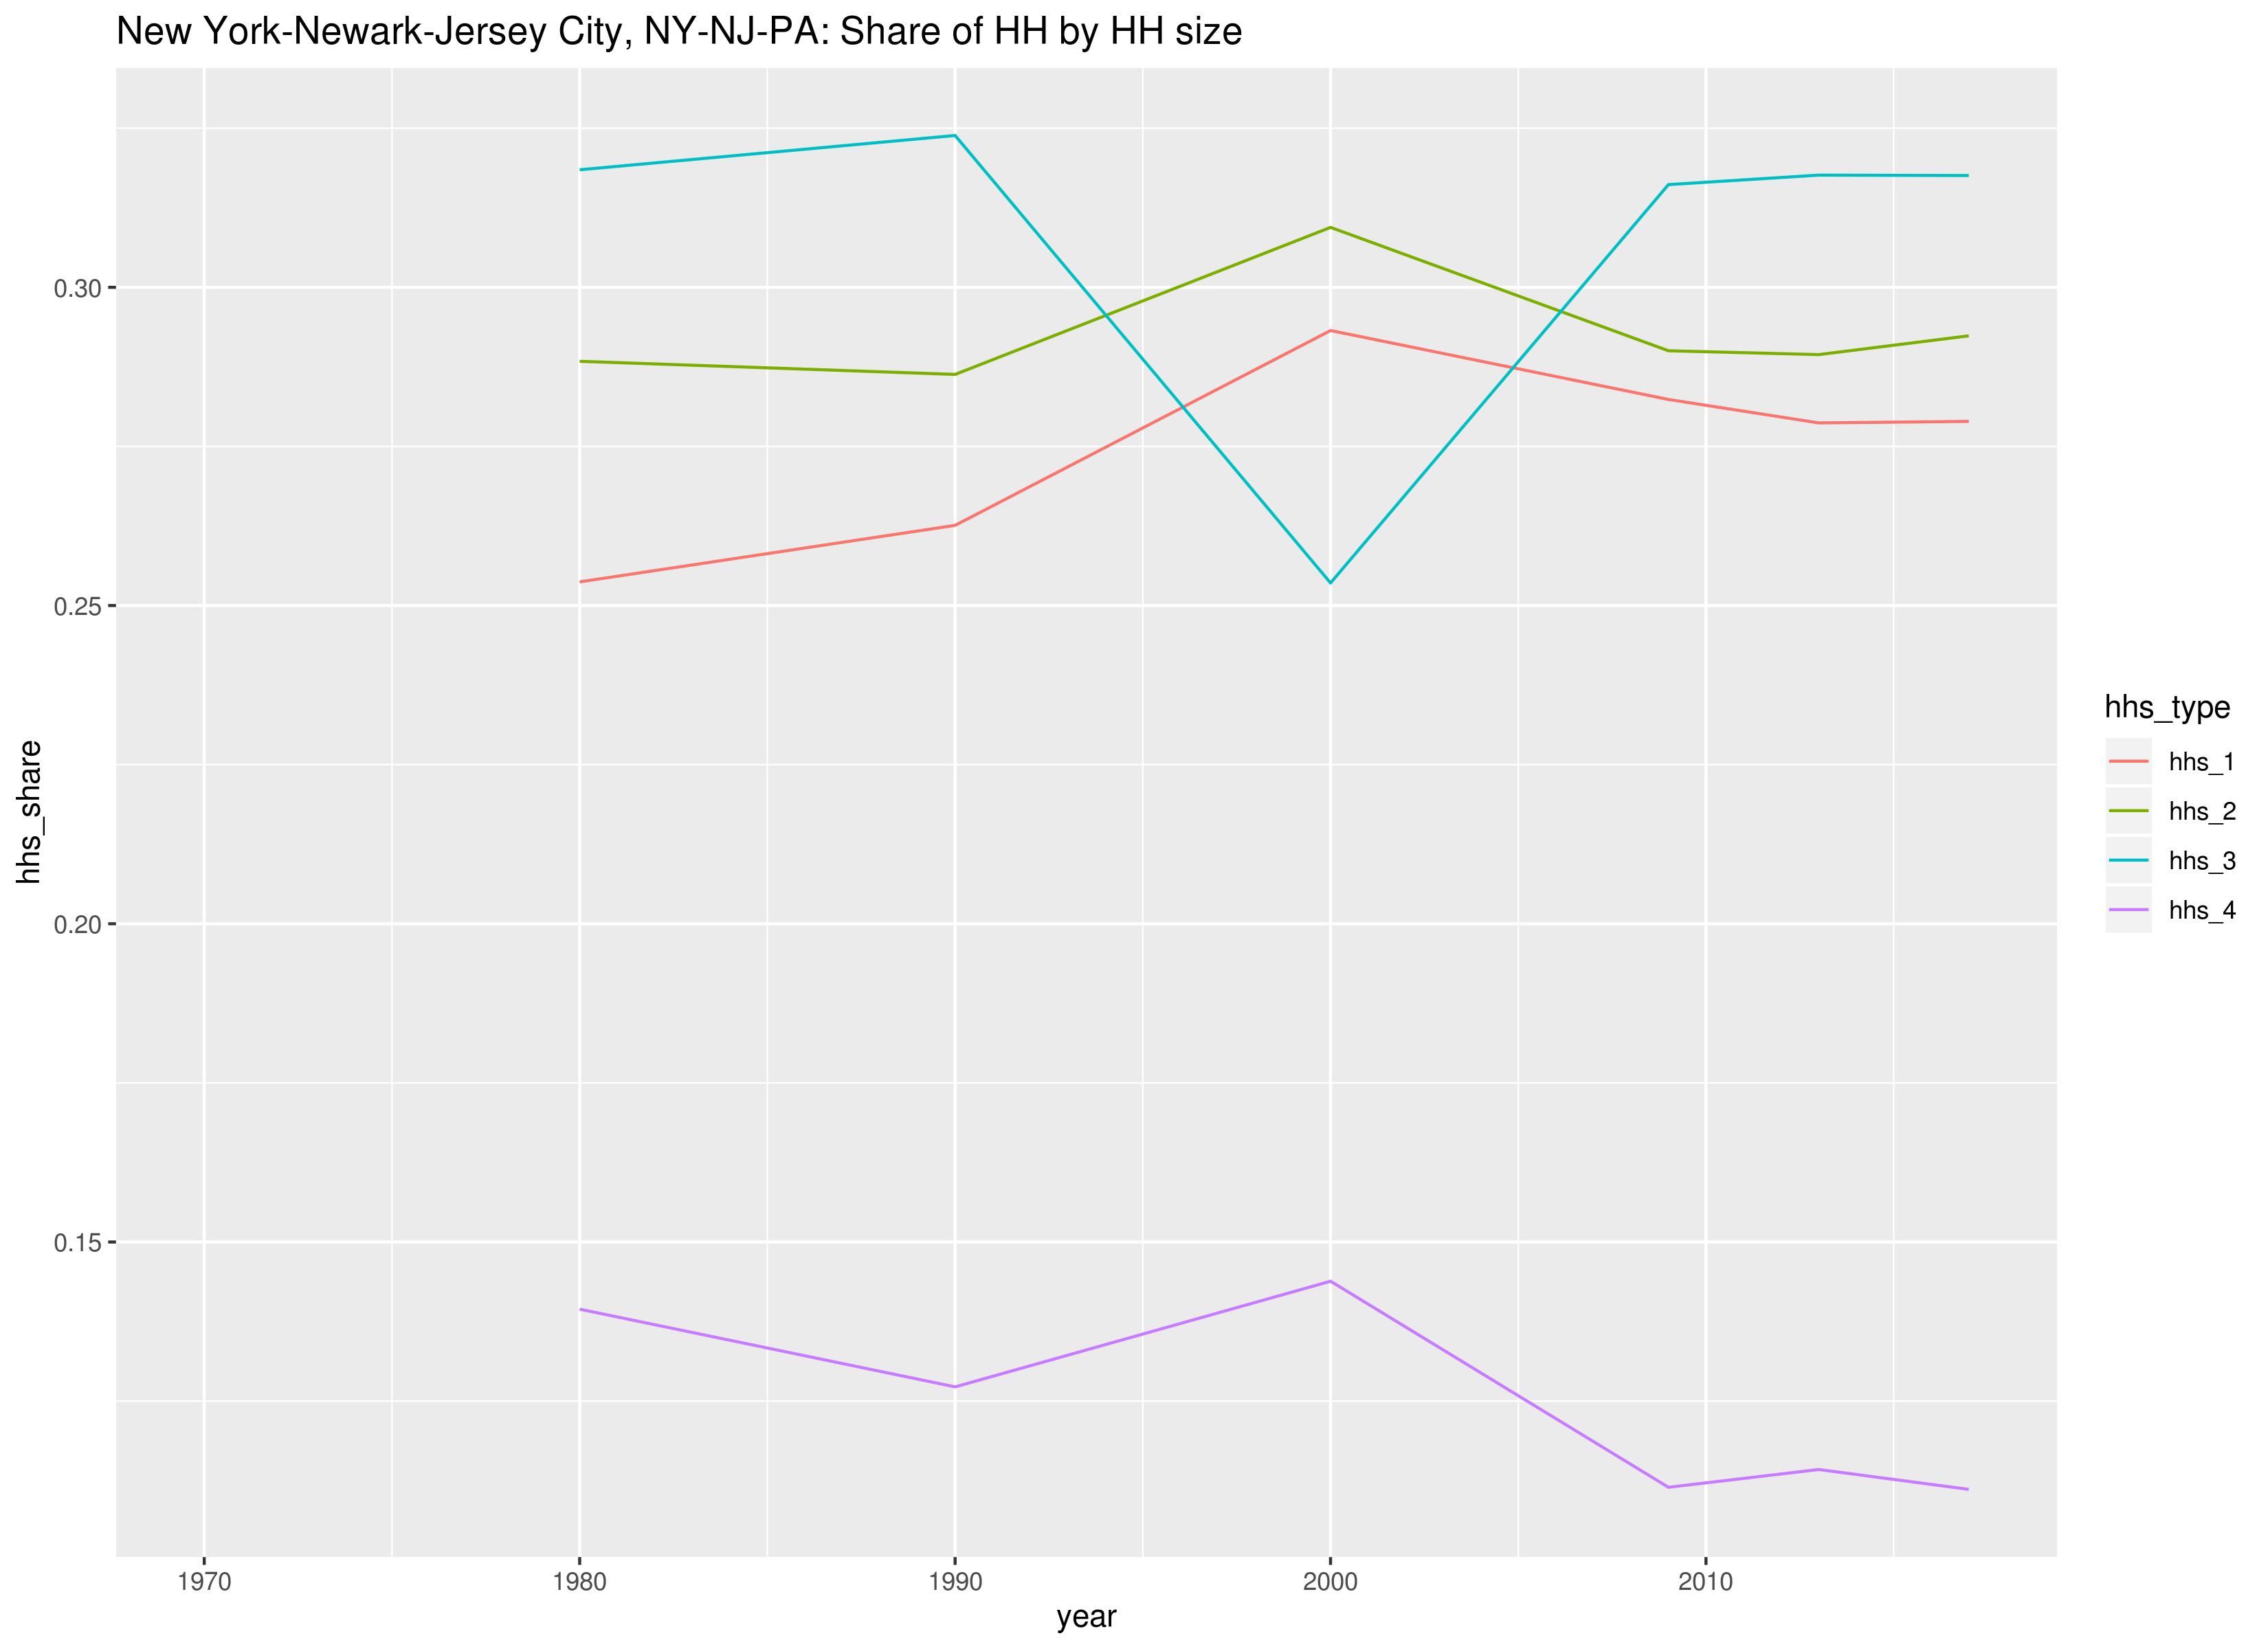 New York-Newark-Jersey City, NY-NJ-PA: Share of HH by HH size
hhs_share
0.30
0.25
0.20
0.15
1970 1980 1990 2000 2010
year
hhs_type
hhs_1
hhs_2
hhs_3
hhs_4